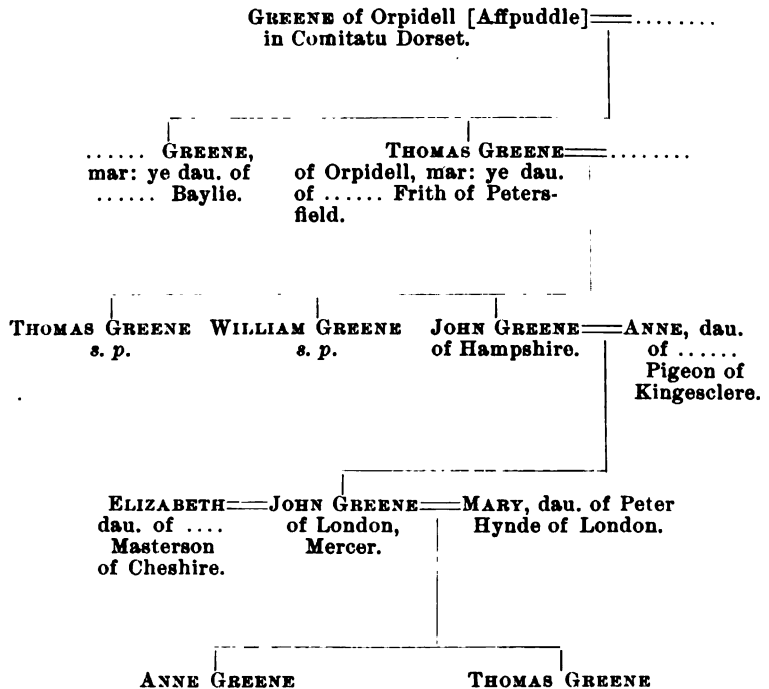 GREENE of Orpidell [Affpuddle]═........
in Comitatu Dorset.
...... GREENE,
mar: ye dau. of
...... Baylie.
THOMAS GREENE═........
of Orpidell, mar: ye dau.
of ...... Frith of Peters-
field.
THOMAS GREENE
s. p.
WILLIAM GREENE
s. p.
JOHN GREENE═ANNE, dau.
of Hampshire.
of ......
Pigeon of
Kingesclere.
ELIZABETH═JOHN GREENE═MARY, dau. of Peter
dau. of ....
Masterson
of Cheshire.
of London,
Mercer.
Hynde of London.
ANNE GREENE
THOMAS GREENE